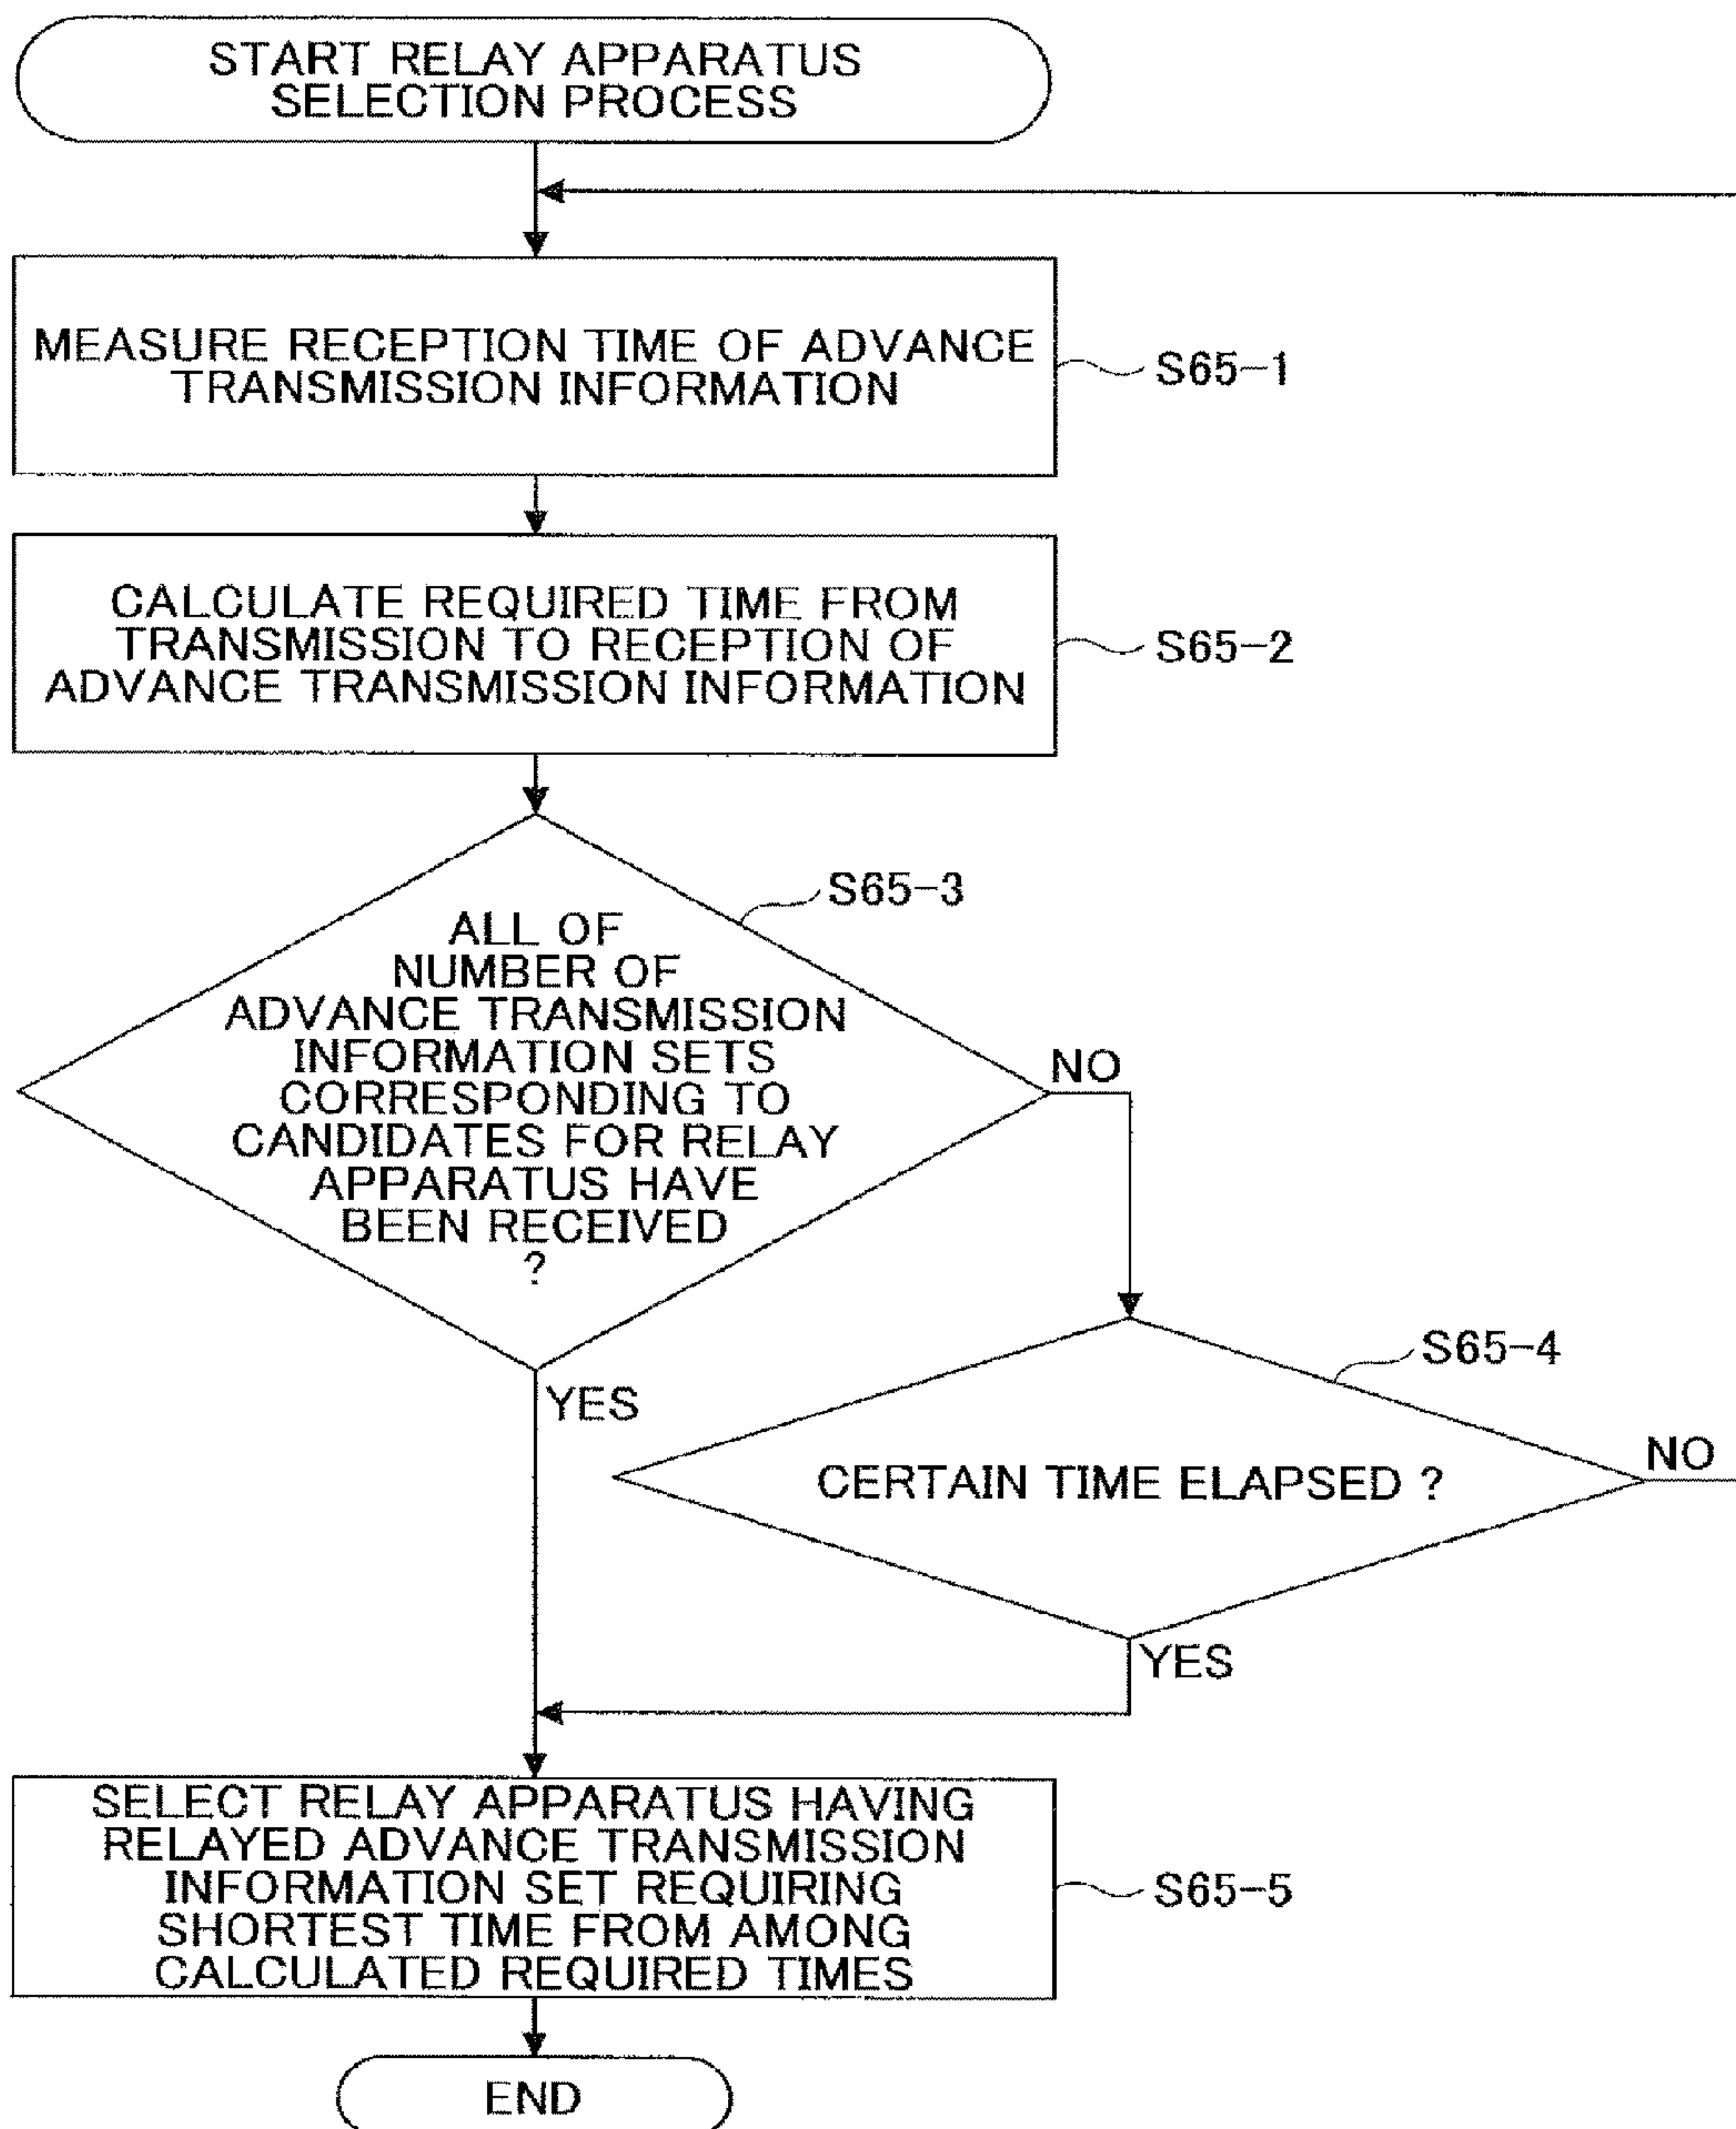 START RELAY APPARATUS
SELECTION PROCESS
MEASURE RECEPTION TIME OF ADVANCE
TRANSMISSION INFORMATION
S65-1
CALCULATE REQUIRED TIME FROM
TRANSMISSION TO RECEPTION OF
ADVANCE TRANSMISSION INFORMATION
S65-2
S65-3
ALL OF
NUMBER OF
ADVANCE TRANSMISSION
INFORMATION SETS
CORRESPONDING TO
CANDIDATES FOR RELAY
APPARATUS HAVE
BEEN RECEIVED
?
NO
YES
S65-4
CERTAIN TIME ELAPSED ?
NO
YES
SELECT RELAY APPARATUS HAVING
RELAYED ADVANCE TRANSMISSION
INFORMATION SET REQUIRING
SHORTEST TIME FROM AMONG
CALCULATED REQUIRED TIMES
S65-5
END